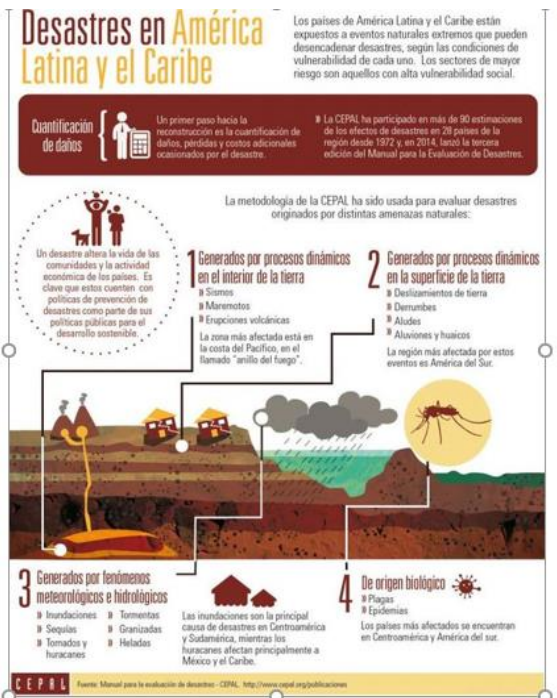 Desastres en América
Latina y el Caribe
Los países de América Latina y el Caribe están
expuestos a eventos naturales extremos que pueden
desencadenar desastres, según las condiciones de
vulnerabilidad de cada uno. Los sectores de mayor
riesgo son aquellos con alta vulnerabilidad social.
Cuantificación
de daños
Un primer paso hacia la
reconstrucción es la cuantificación de
daños, pérdidas y costos adicionales
ocasionados por el desastre.
La CEPAL ha participado en más de 90 estimaciones
de los efectos de desastres en 28 países de la
región desde 1972 y, en 2014, lanzó la tercera
edición del Manual para la Evaluación de Desastres.
La metodología de la CEPAL ha sido usada para evaluar desastres
originados por distintas amenazas naturales:
Un desastre altera la vida de las
comunidades y la actividad
económica de los países. Es
clave que estos cuenten con
políticas de prevención de
desastres como parte de sus
políticas públicas para el
desarrollo sostenible.
1 Generados por procesos dinámicos
en el interior de la tierra
Sismos
Maremotos
Erupciones volcánicas
La zona más afectada está en
la costa del Pacífico, en el
llamado "anillo del fuego".
2 Generados por procesos dinámicos
en la superficie de la tierra
Deslizamientos de tierra
Derrumbes
Aludes
Aluviones y huaicos
La región más afectada por estos
eventos es América del Sur.
3 Generados por fenómenos
meteorológicos e hidrológicos
Inundaciones
Sequías
Tornados y
huracanes
Tormentas
Granizadas
Heladas
Las inundaciones son la principal
causa de desastres en Centroamérica
y Sudamérica, mientras los
huracanes afectan principalmente a
México y el Caribe.
4 De origen biológico
Plagas
Epidemias
Los países más afectados se encuentran
en Centroamérica y América del sur.
CEPAL
Fuente: Manual para la evaluación de desastres - CEPAL. http://www.cepal.org/publicaciones